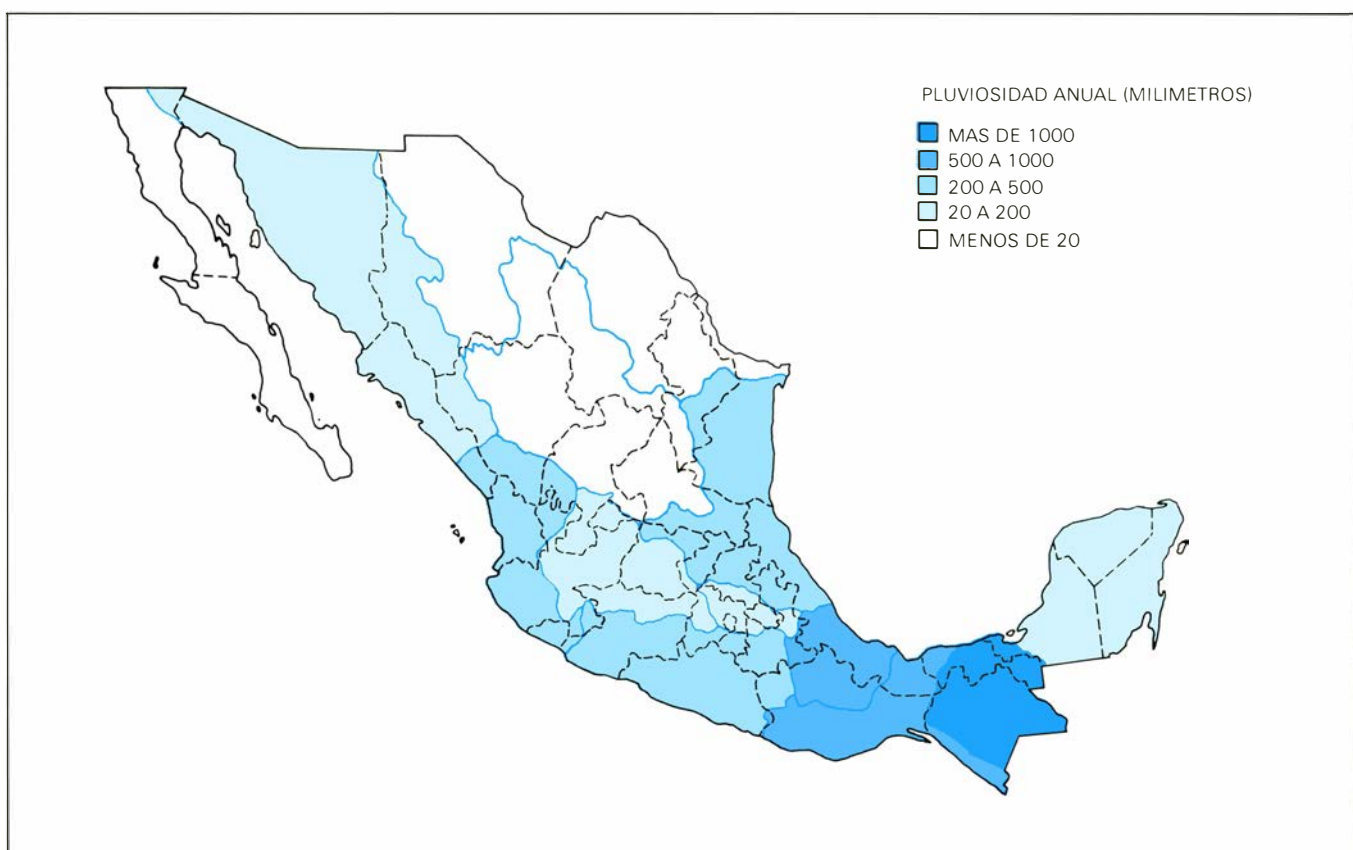 PLUVIOSIDAD ANUAL (MILIMETROS)
MAS DE 1000
500 A 1000
200 A 500
20 A 200
MENOS DE 20